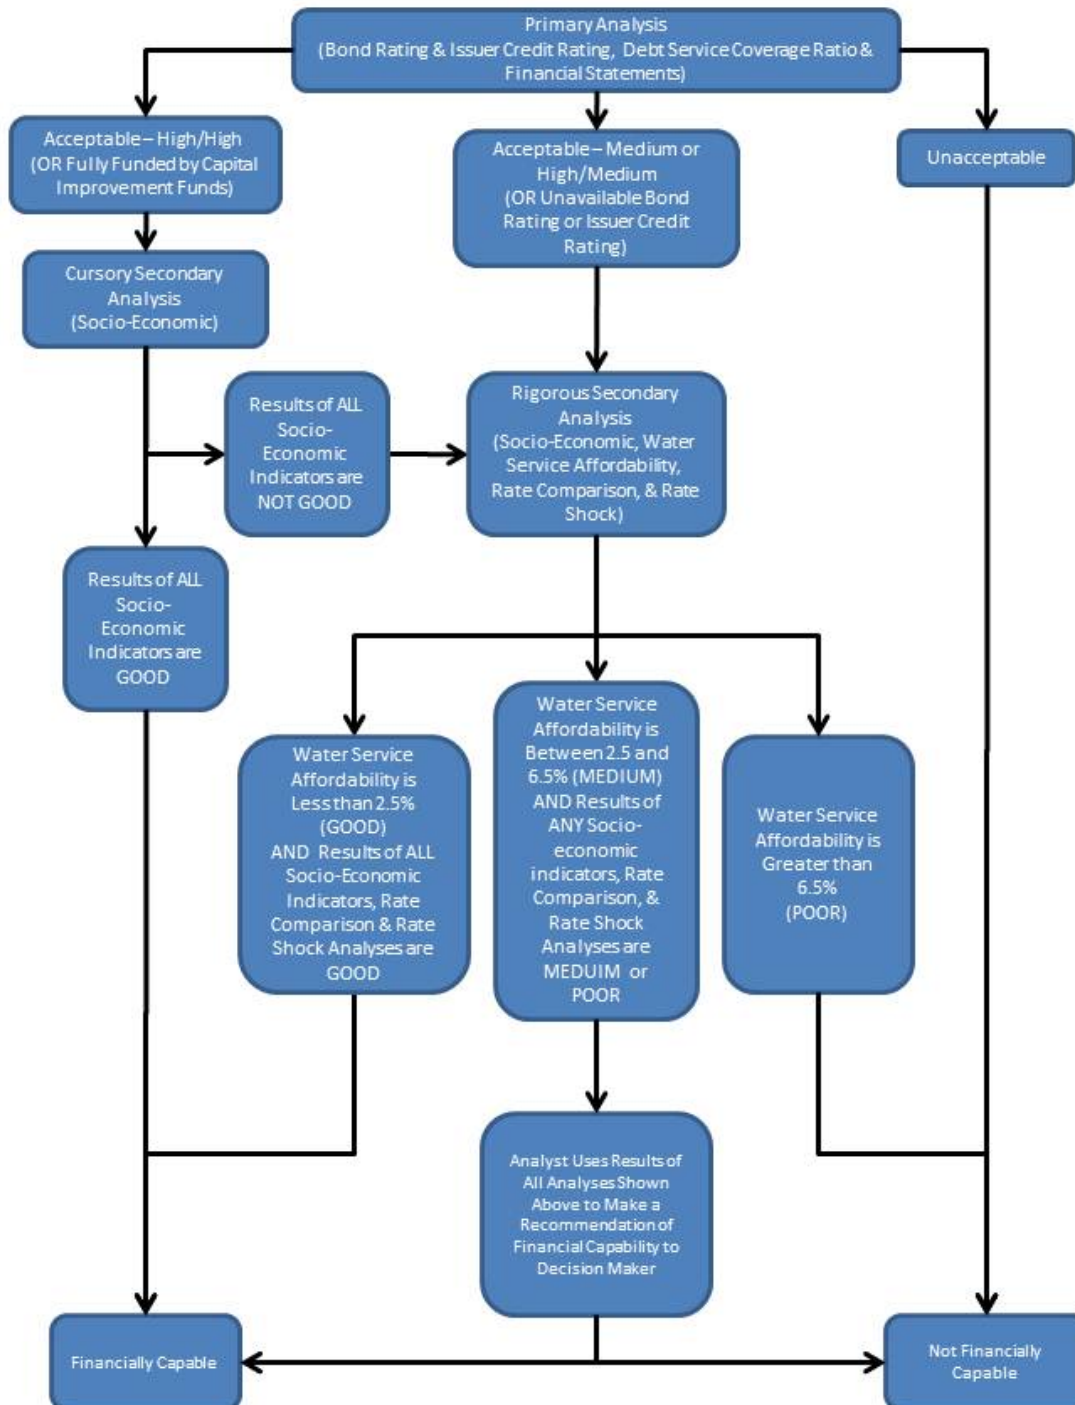 Primary Analysis
(Bond Rating & Issuer Credit Rating, Debt Service Coverage Ratio &
Financial Statements)
Acceptable – High/High
(OR Fully Funded by Capital
Improvement Funds)
Acceptable – Medium or
High/Medium
(OR Unavailable Bond
Rating or Issuer Credit
Rating)
Unacceptable
Cursory Secondary
Analysis
(Socio-Economic)
Results of ALL
Socio-
Economic
Indicators are
NOT GOOD
Rigorous Secondary
Analysis
(Socio-Economic, Water
Service Affordability,
Rate Comparison, & Rate
Shock)
Results of ALL
Socio-
Economic
Indicators are
GOOD
Water Service
Affordability is
Less than 2.5%
(GOOD)
AND Results of ALL
Socio-Economic
Indicators, Rate
Comparison & Rate
Shock Analyses are
GOOD
Water Service
Affordability is
Between 2.5 and
6.5% (MEDIUM)
AND Results of
ANY Socio-
economic
indicators, Rate
Comparison, &
Rate Shock
Analyses are
MEDUIM or
POOR
Water Service
Affordability is
Greater than
6.5%
(POOR)
Analyst Uses Results of
All Analyses Shown
Above to Make a
Recommendation of
Financial Capability to
Decision Maker
Financially Capable
Not Financially
Capable